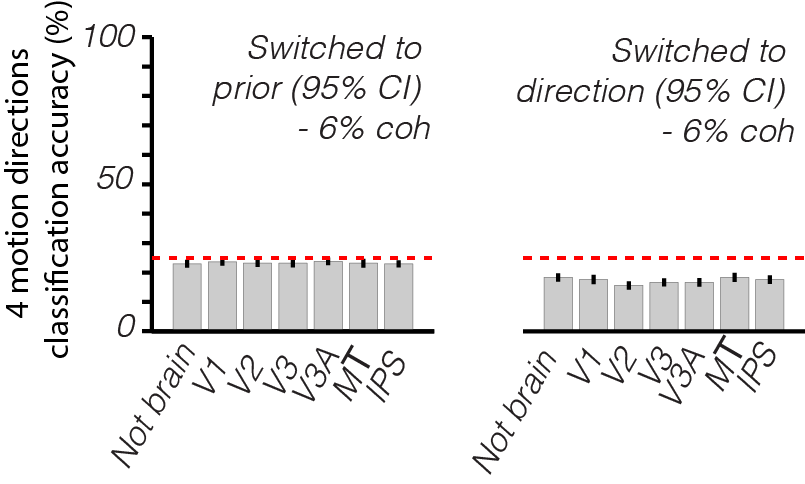 4 motion directions
classification accuracy (%)
100
50
0
Switched to
prior (95% CI)
- 6% coh
Not brain
V1
V2
V3
V3A
MT
IPS
Switched to
direction (95% CI)
- 6% coh
Not brain
V1
V2
V3
V3A
MT
IPS